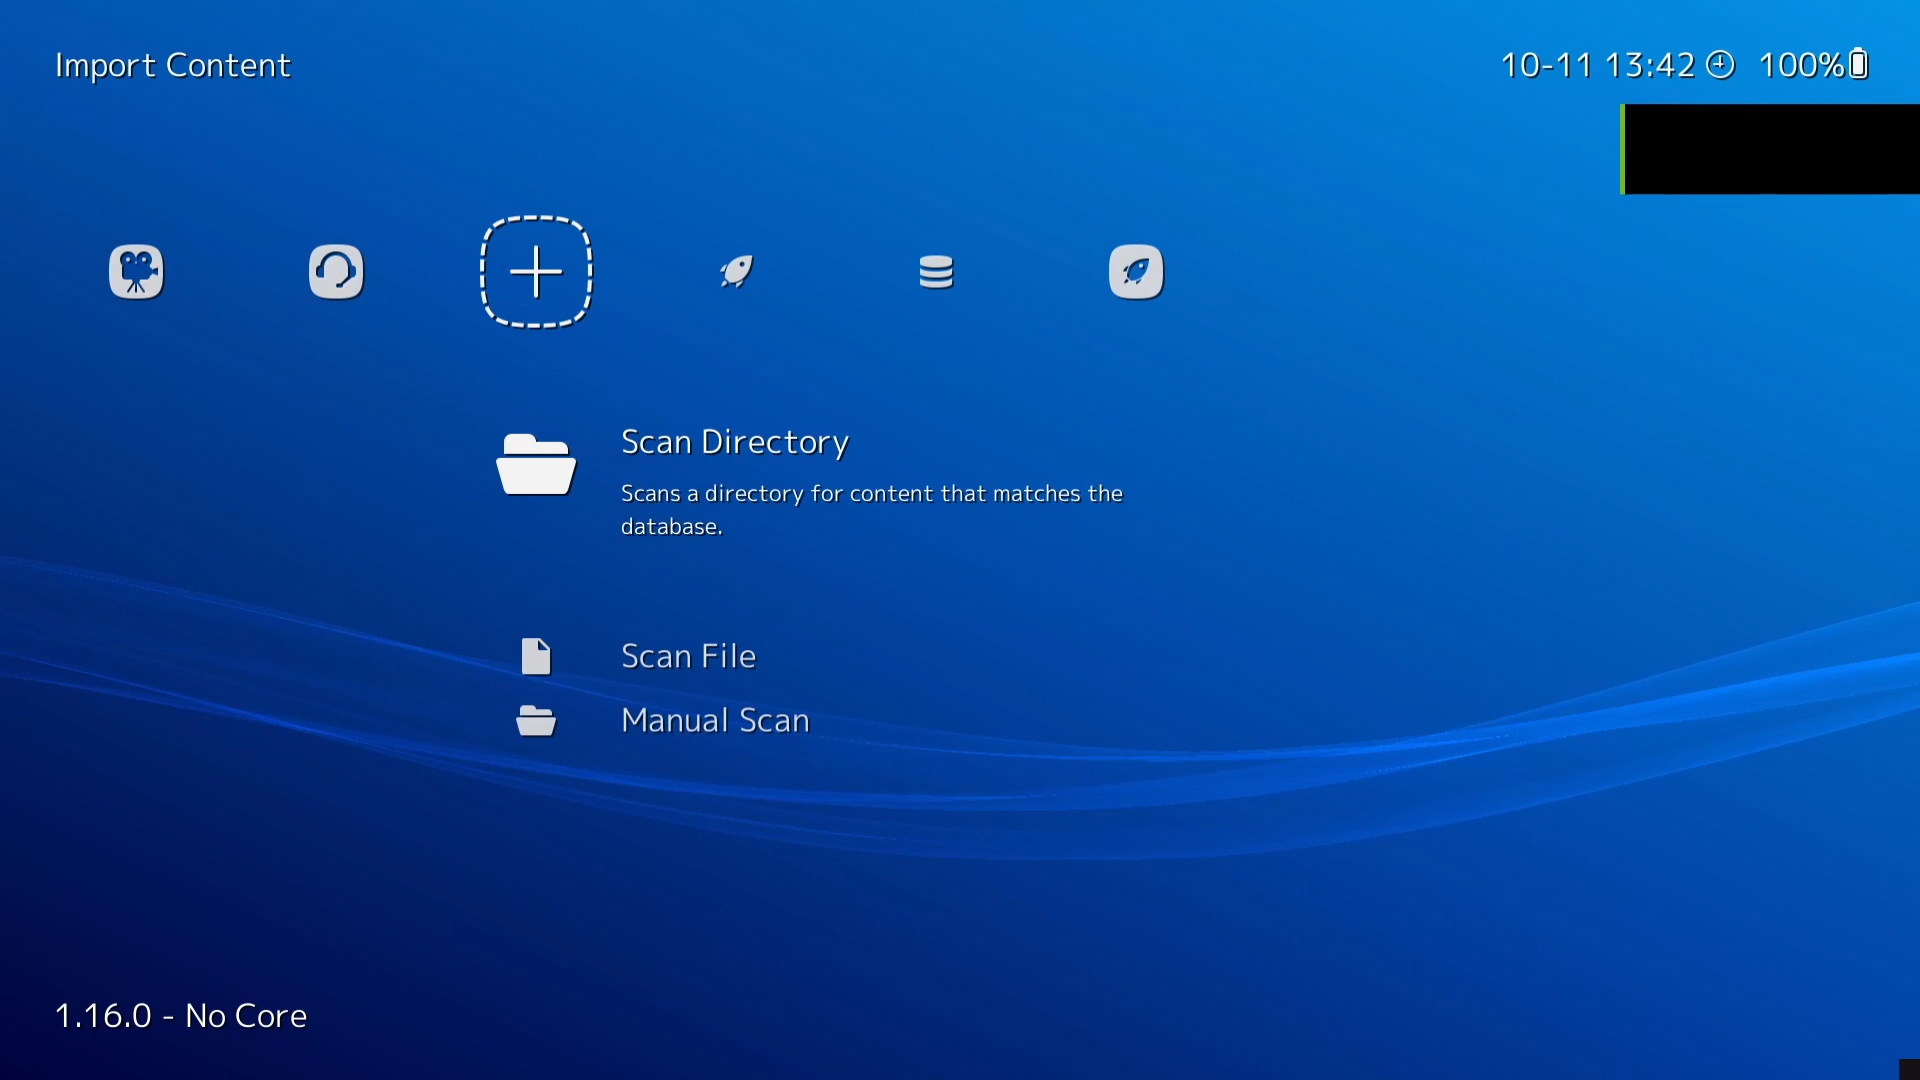 Import Content
10-11 13:42 100%
Scan Directory
Scans a directory for content that matches the
database.
Scan File
Manual Scan
1.16.0 - No Core